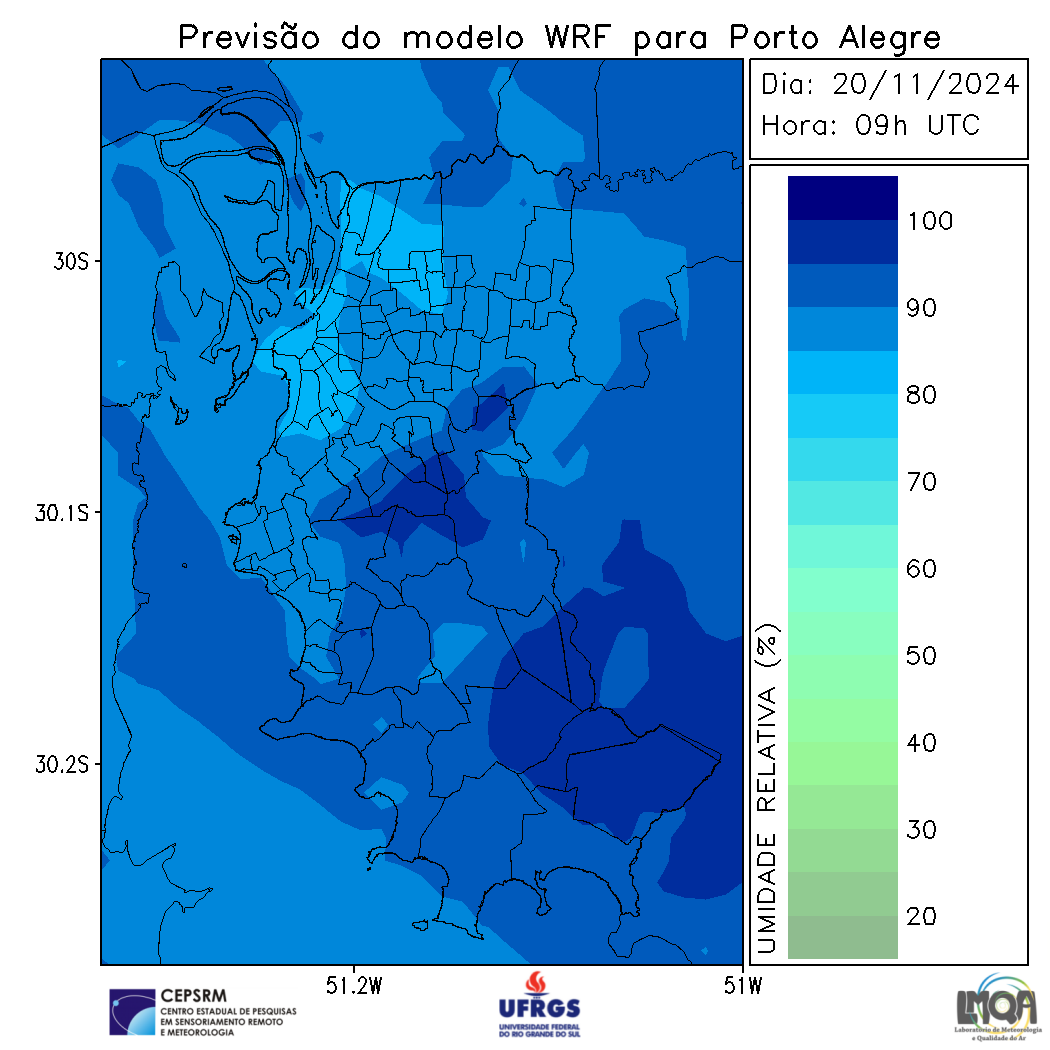 Previsão do modelo WRF para Porto Alegre
Dia: 20/11/2024
Hora: 09h UTC
30S
30.1S
30.2S
51.2W
51W
UMIDADE RELATIVA (%)
100
90
80
70
60
50
40
30
20
CEPSRM
CENTRO ESTADUAL DE PESQUISAS
EM SENSORIAMENTO REMOTO
E METEOROLOGIA
UFRGS
UNIVERSIDADE FEDERAL
DO RIO GRANDE DO SUL
LMQA
Laboratório de Meteorologia
e Qualidade do Ar